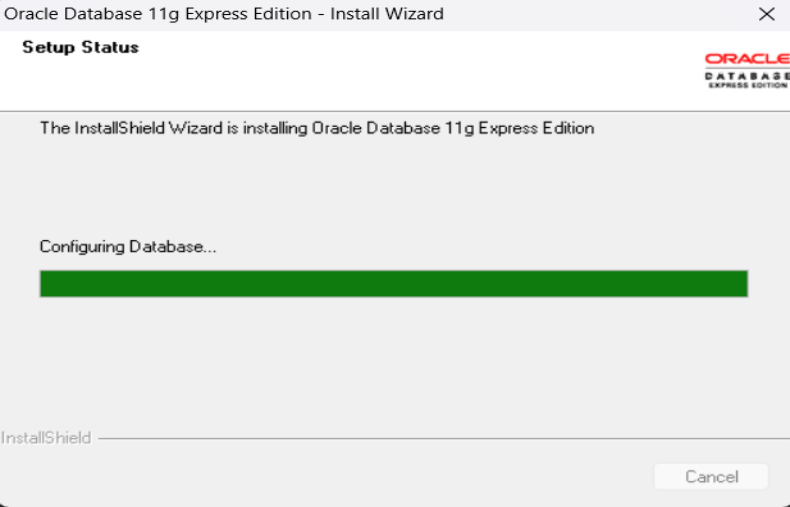 Oracle Database 11g Express Edition - Install Wizard
Setup Status
ORACLE
DATABASE
EXPRESS EDITION
The InstallShield Wizard is installing Oracle Database 11g Express Edition
Configuring Database...
InstallShield
Cancel